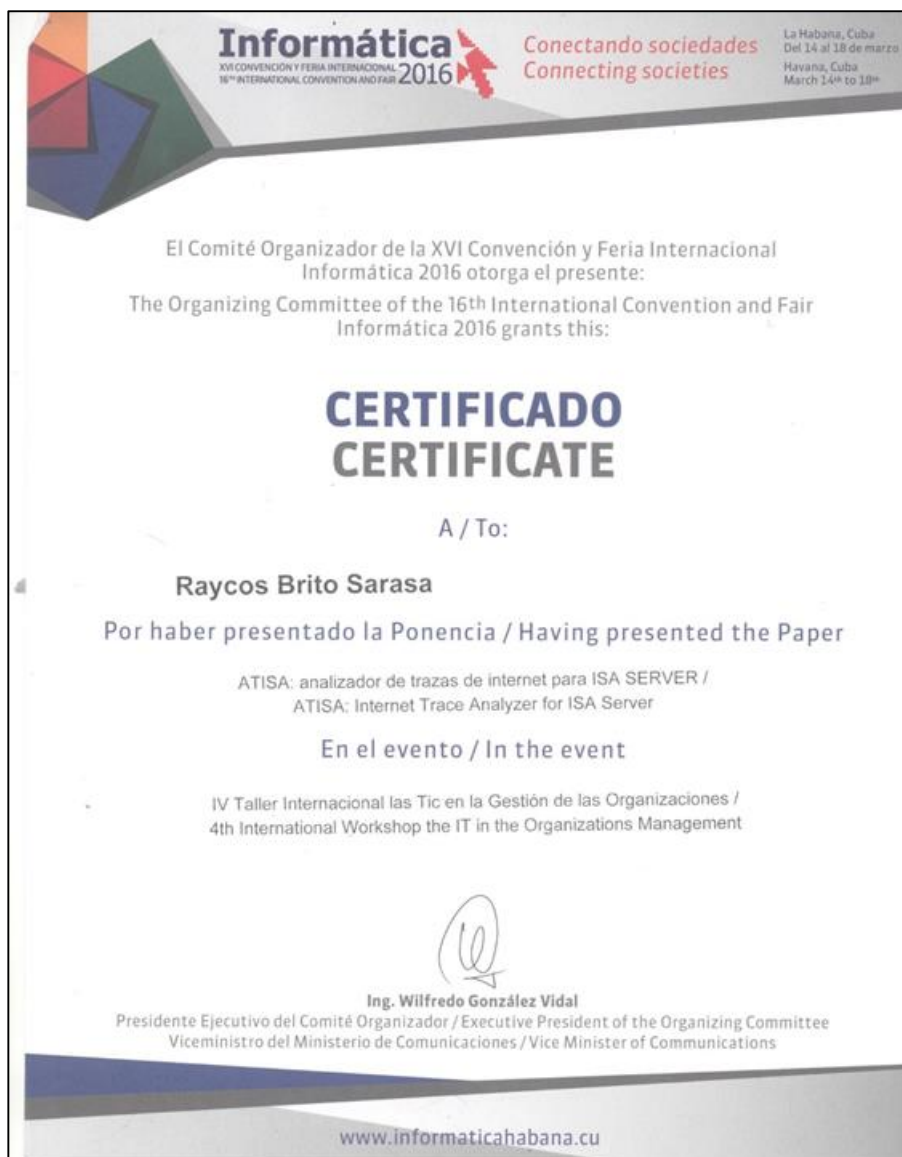 Informática
XVI CONVENCIÓN Y FERIA INTERNACIONAL
16TH INTERNATIONAL CONVENTION AND FAIR 2016
Conectando sociedades
Connecting societies
La Habana, Cuba
Del 14 al 18 de marzo
Havana, Cuba
March 14th to 18th
El Comité Organizador de la XVI Convención y Feria Internacional
Informática 2016 otorga el presente:
The Organizing Committee of the 16th International Convention and Fair
Informática 2016 grants this:
CERTIFICADO
CERTIFICATE
A / To:
Raycos Brito Sarasa
Por haber presentado la Ponencia / Having presented the Paper
ATISA: analizador de trazas de internet para ISA SERVER /
ATISA: Internet Trace Analyzer for ISA Server
En el evento / In the event
IV Taller Internacional las Tic en la Gestión de las Organizaciones /
4th International Workshop the IT in the Organizations Management
Ing. Wilfredo González Vidal
Presidente Ejecutivo del Comité Organizador / Executive President of the Organizing Committee
Viceministro del Ministerio de Comunicaciones / Vice Minister of Communications
www.informaticahabana.cu